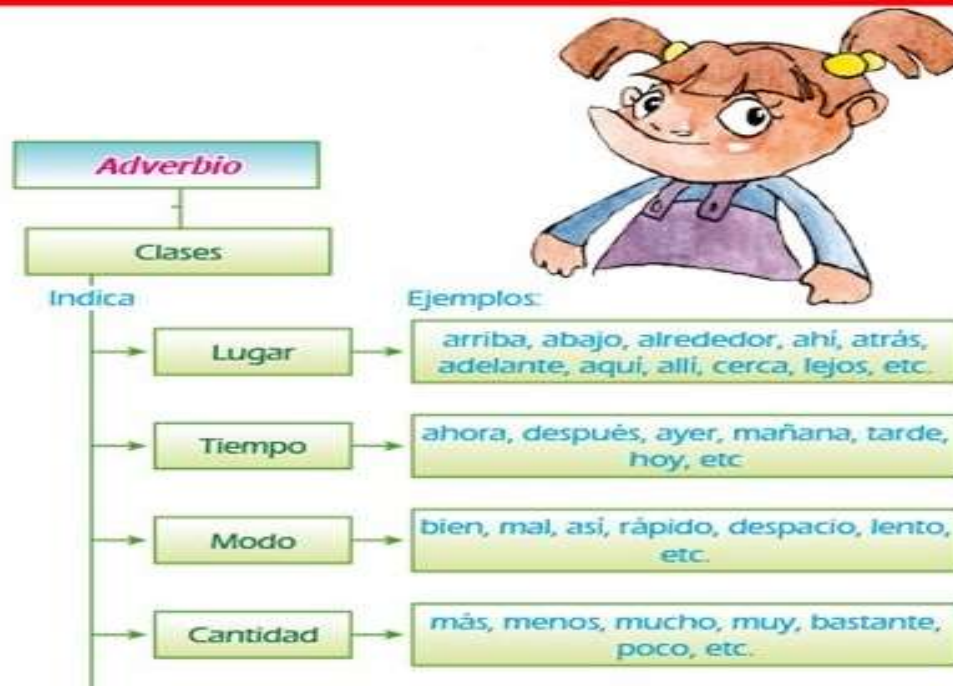 Adverbio
Clases
Indica
Ejemplos:
Lugar
arriba, abajo, alrededor, ahí, atrás,
adelante, aquí, allí, cerca, lejos, etc.
Tiempo
ahora, después, ayer, mañana, tarde,
hoy, etc
Modo
bien, mal, así, rápido, despacio, lento,
etc.
Cantidad
más, menos, mucho, muy, bastante,
poco, etc.